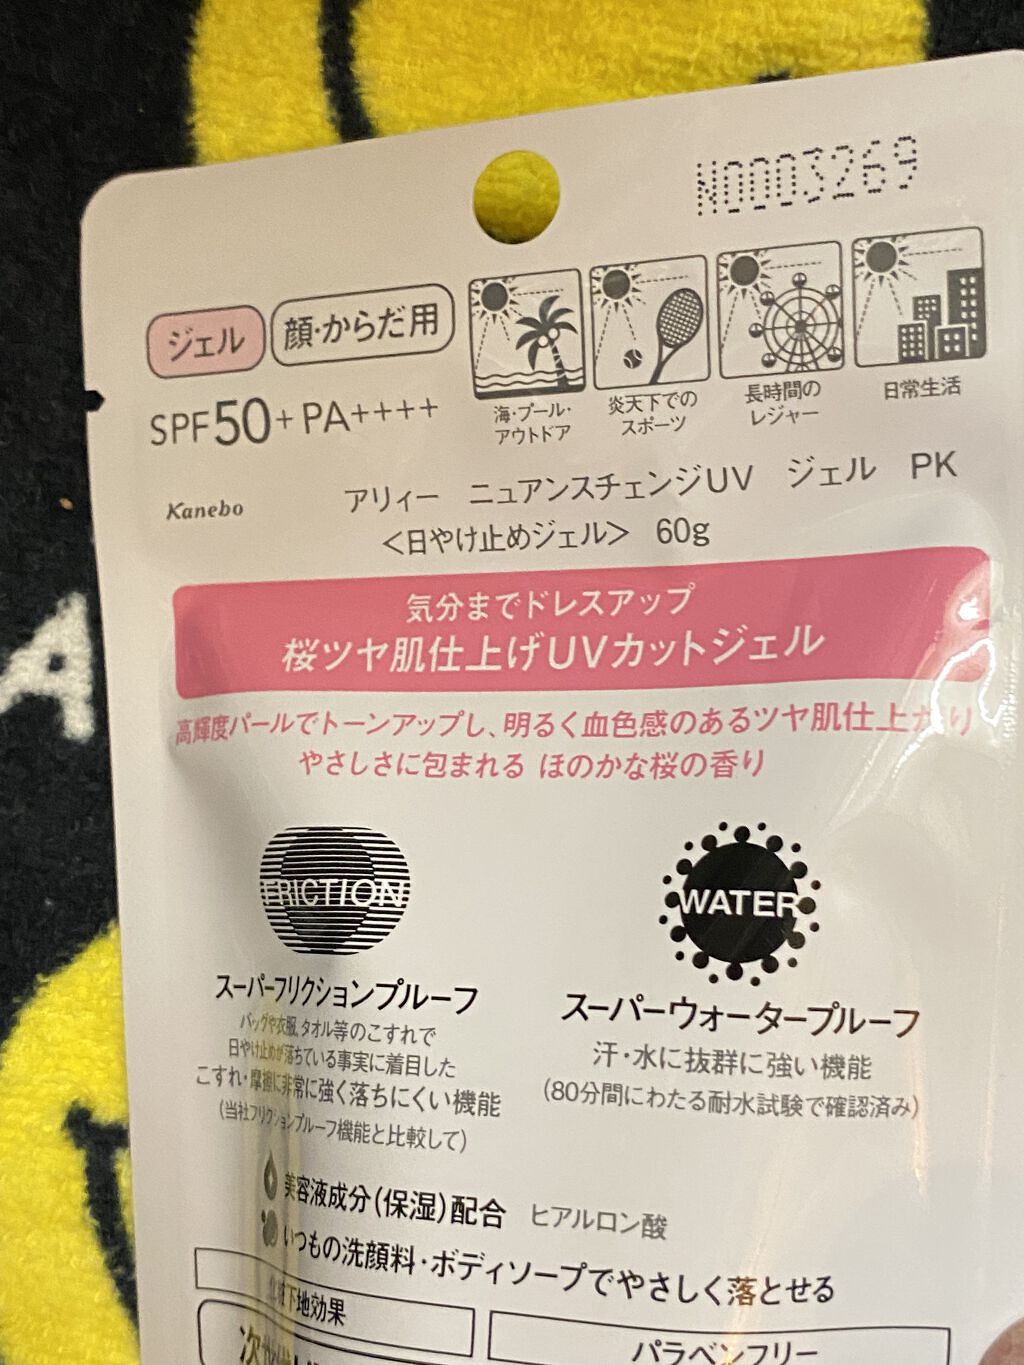 N0003269
ジェル 顔・からだ用
SPF50+ PA++++
海・プール・アウトドア
炎天下でのスポーツ
長時間のレジャー
日常生活
Kanebo
アリィー ニュアンスチェンジUV ジェル PK
<日やけ止めジェル> 60g
気分までドレスアップ
桜ツヤ肌仕上げUVカットジェル
高輝度パールでトーンアップし、明るく血色感のあるツヤ肌仕上がり
やさしさに包まれる ほのかな桜の香り
FRICTION
スーパーフリクションプルーフ
バッグや衣服、タオル等のこすれで
日やけ止めが落ちている事実に着目した
こすれ・摩擦に非常に強く落ちにくい機能
(当社フリクションプルーフ機能と比較して)
WATER
スーパーウォータープルーフ
汗・水に抜群に強い機能
(80分間にわたる耐水試験で確認済み)
美容液成分(保湿)配合 ヒアルロン酸
いつもの洗顔料・ボディソープでやさしく落とせる
化粧下地効果
パラベンフリー
A